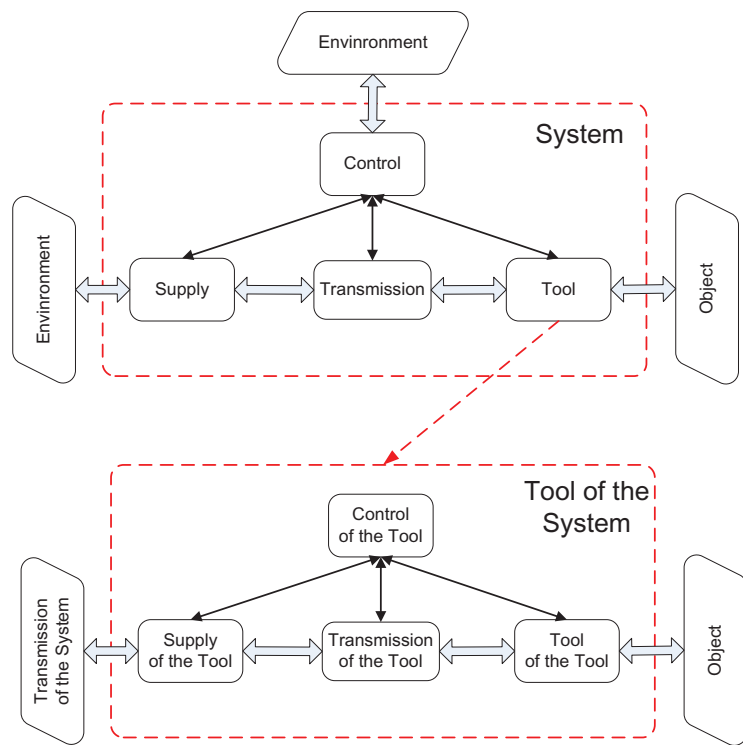 Envinronment
System
Control
Envinronment
Supply
Transmission
Tool
Object
Tool of the
System
Control
of the Tool
Transmission
of the System
Supply
of the Tool
Transmission
of the Tool
Tool
of the Tool
Object